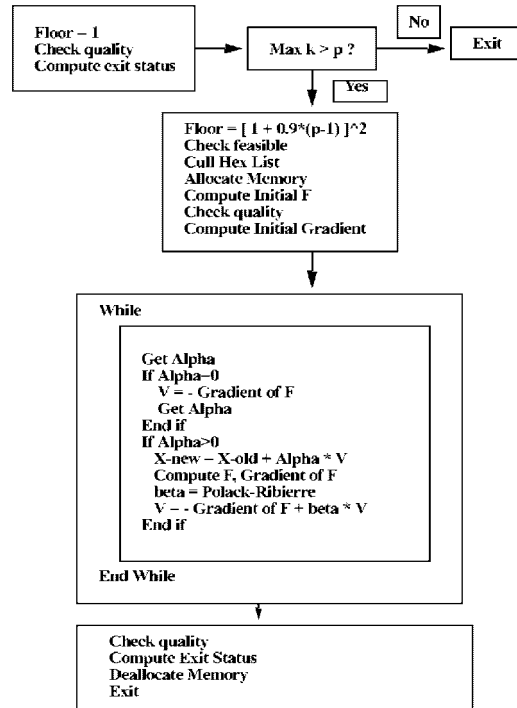 Floor = 1
Check quality
Compute exit status
Max k > p ?
No
Exit
Yes
Floor = [ 1 + 0.9*(p-1) ]^2
Check feasible
Cull Hex List
Allocate Memory
Compute Initial F
Check quality
Compute Initial Gradient
While
Get Alpha
If Alpha=0
V = - Gradient of F
Get Alpha
End if
If Alpha>0
X-new = X-old + Alpha * V
Compute F, Gradient of F
beta = Polack-Ribierre
V = - Gradient of F + beta * V
End if
End While
Check quality
Compute Exit Status
Deallocate Memory
Exit